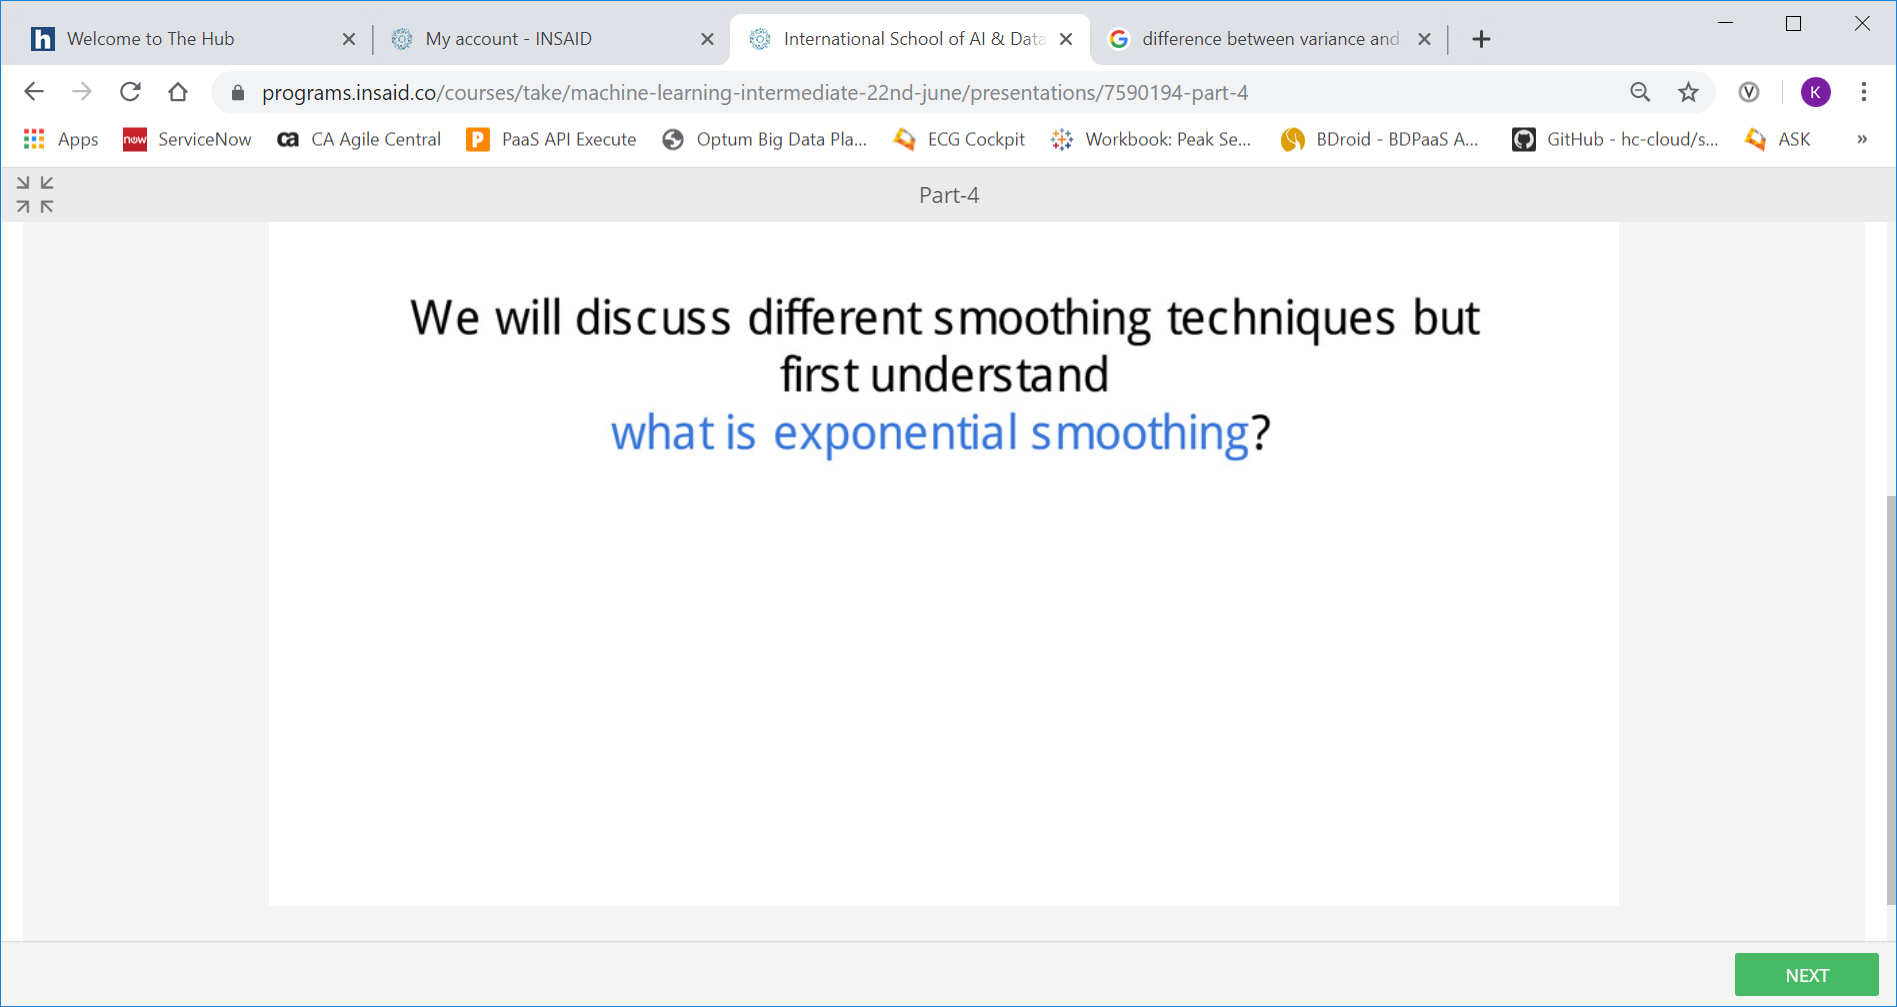 Welcome to The Hub
My account - INSAID
International School of AI & Data
difference between variance and
programs.insaid.co/courses/take/machine-learning-intermediate-22nd-june/presentations/7590194-part-4
K
Apps
now ServiceNow
ca CA Agile Central
P PaaS API Execute
Optum Big Data Pla...
ECG Cockpit
Workbook: Peak Se...
BDroid - BDPaaS A...
GitHub - hc-cloud/s...
ASK
»
Part-4
We will discuss different smoothing techniques but
first understand
what is exponential smoothing?
NEXT